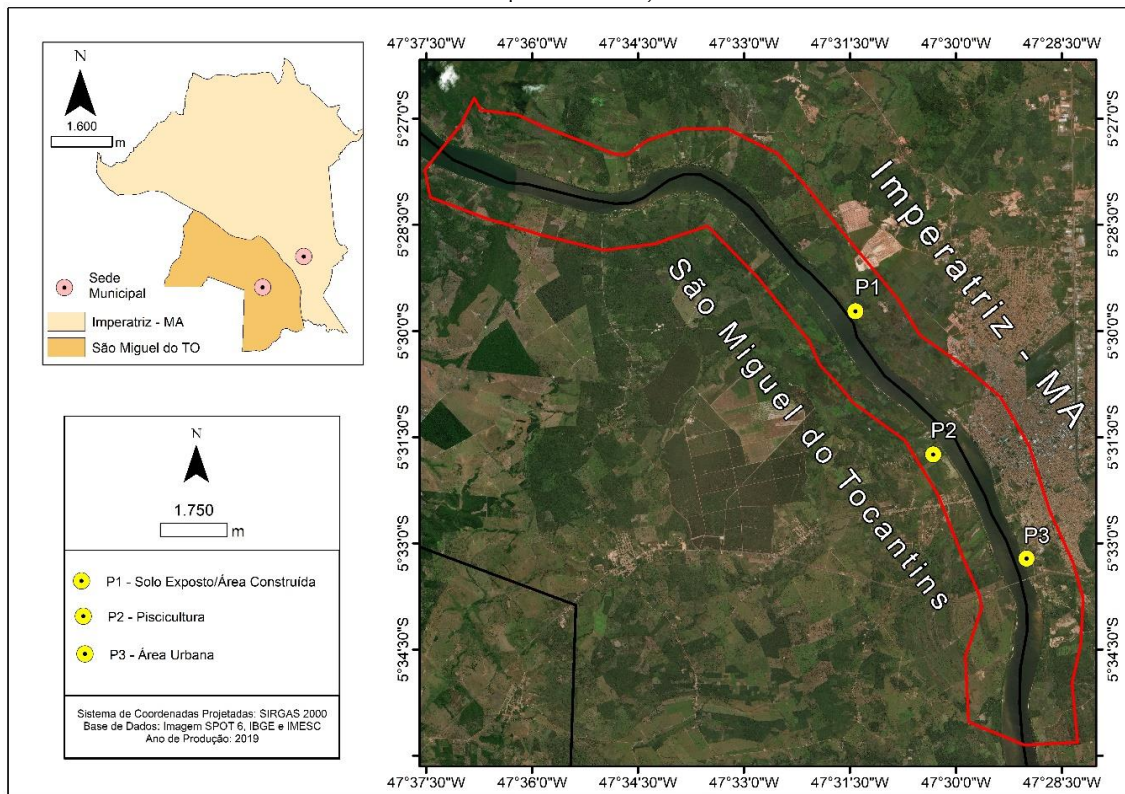 N
1.600
m
Sede
Municipal
Imperatriz - MA
São Miguel do TO
N
1.750
m
P1 - Solo Exposto/Área Construída
P2 - Piscicultura
P3 - Área Urbana
Sistema de Coordenadas Projetadas: SIRGAS 2000
Base de Dados: Imagem SPOT 6, IBGE e IMESC
Ano de Produção: 2019
47°37'30"W 47°36'0"W 47°34'30"W 47°33'0"W 47°31'30"W 47°30'0"W 47°28'30"W
5°27'0"S
5°28'30"S
5°30'0"S
5°31'30"S
5°33'0"S
5°34'30"S
Imperatriz - MA
São Miguel do Tocantins
P1
P2
P3
47°37'30"W 47°36'0"W 47°34'30"W 47°33'0"W 47°31'30"W 47°30'0"W 47°28'30"W